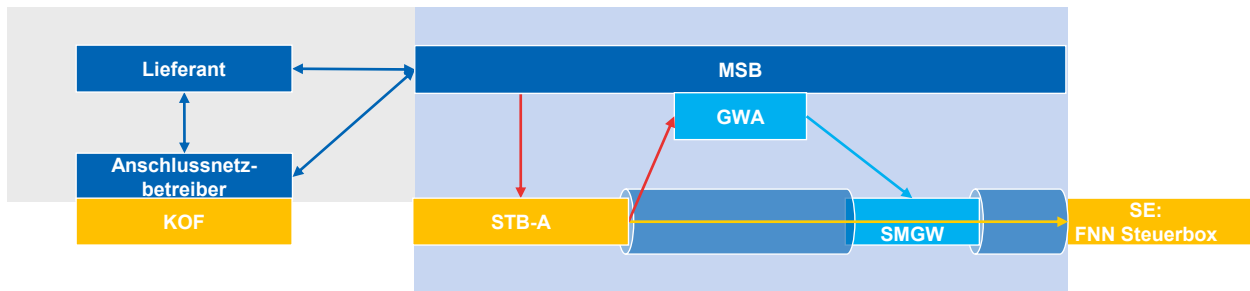 Lieferant
MSB
GWA
Anschlussnetz-
betreiber
KOF
STB-A
SMGW
SE:
FNN Steuerbox